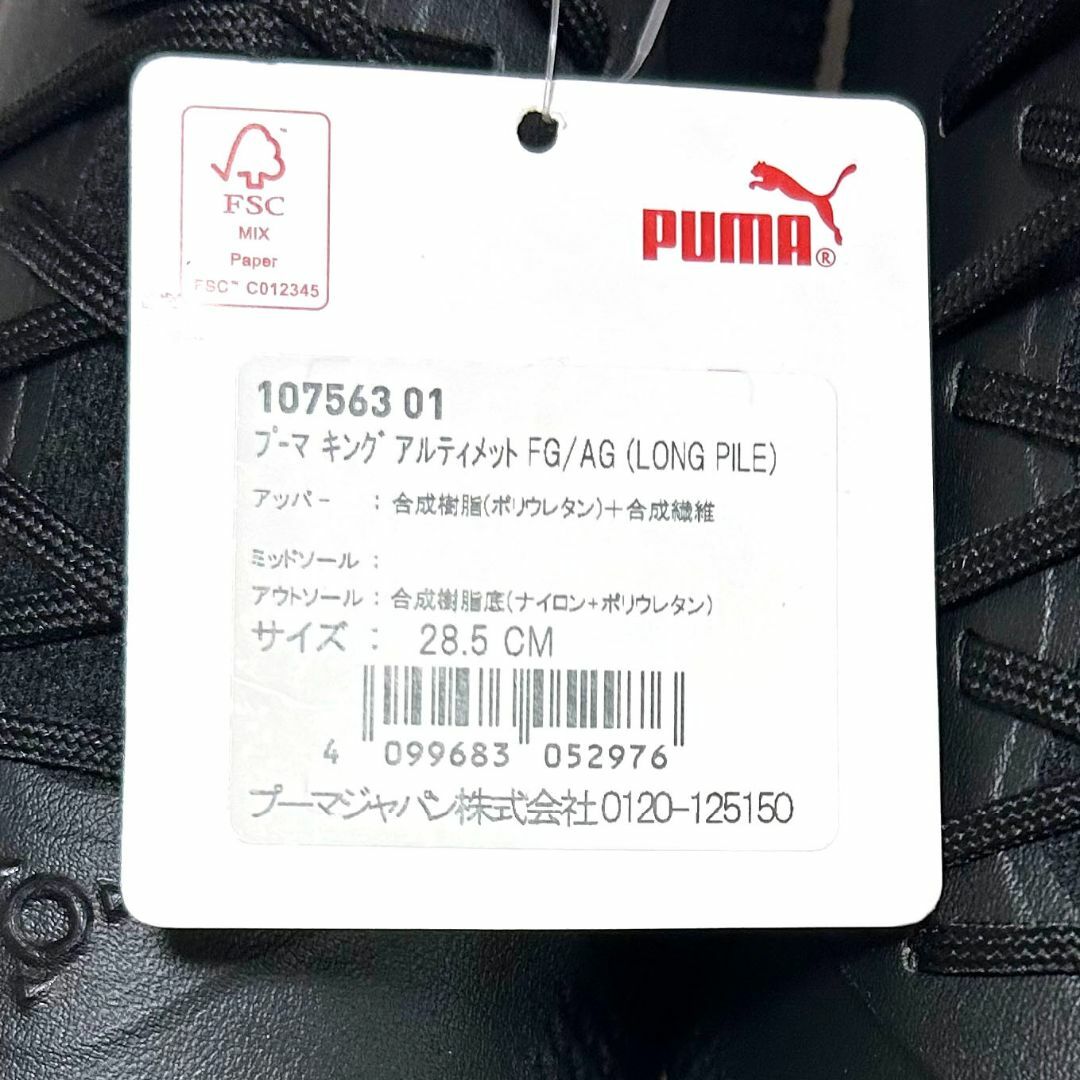 FSC
MIX
Paper
FSC™ C012345
PUMA®
107563 01
プーマ キング アルティメット FG/AG (LONG PILE)
アッパー : 合成樹脂(ポリウレタン)+合成繊維
ミッドソール :
アウトソール : 合成樹脂底(ナイロン+ポリウレタン)
サイズ : 28.5 CM
4 099683 052976
プーマジャパン株式会社0120-125150